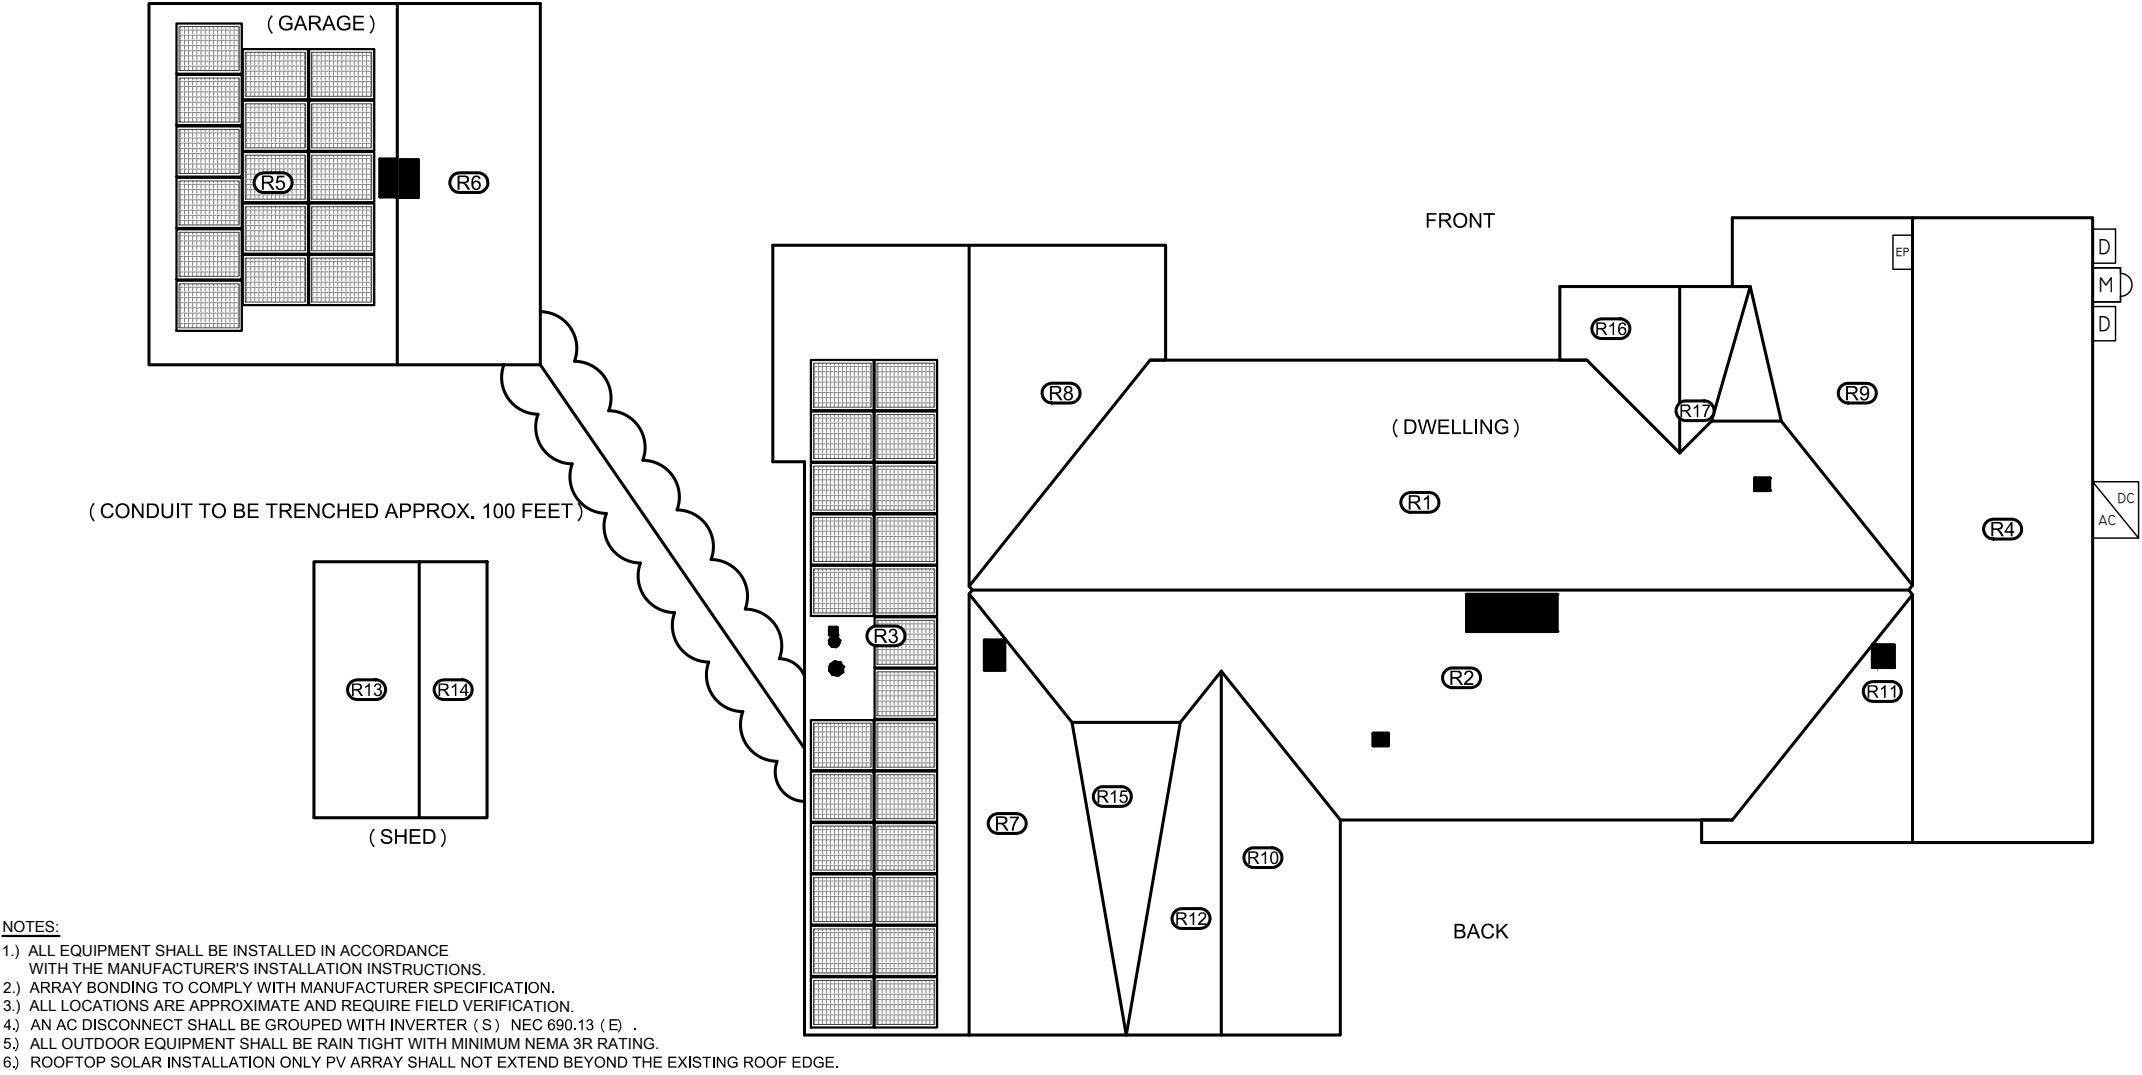 ( GARAGE )
R5
R6
FRONT
EP
D
M
D
R16
R17
R8
R9
( DWELLING )
R1
DC
AC
R4
( CONDUIT TO BE TRENCHED APPROX. 100 FEET )
R3
R13
R14
R2
R11
R15
R7
R10
R12
( SHED )
BACK
NOTES:
1.) ALL EQUIPMENT SHALL BE INSTALLED IN ACCORDANCE
WITH THE MANUFACTURER'S INSTALLATION INSTRUCTIONS.
2.) ARRAY BONDING TO COMPLY WITH MANUFACTURER SPECIFICATION.
3.) ALL LOCATIONS ARE APPROXIMATE AND REQUIRE FIELD VERIFICATION.
4.) AN AC DISCONNECT SHALL BE GROUPED WITH INVERTER ( S ) NEC 690.13 ( E ) .
5.) ALL OUTDOOR EQUIPMENT SHALL BE RAIN TIGHT WITH MINIMUM NEMA 3R RATING.
6.) ROOFTOP SOLAR INSTALLATION ONLY PV ARRAY SHALL NOT EXTEND BEYOND THE EXISTING ROOF EDGE.